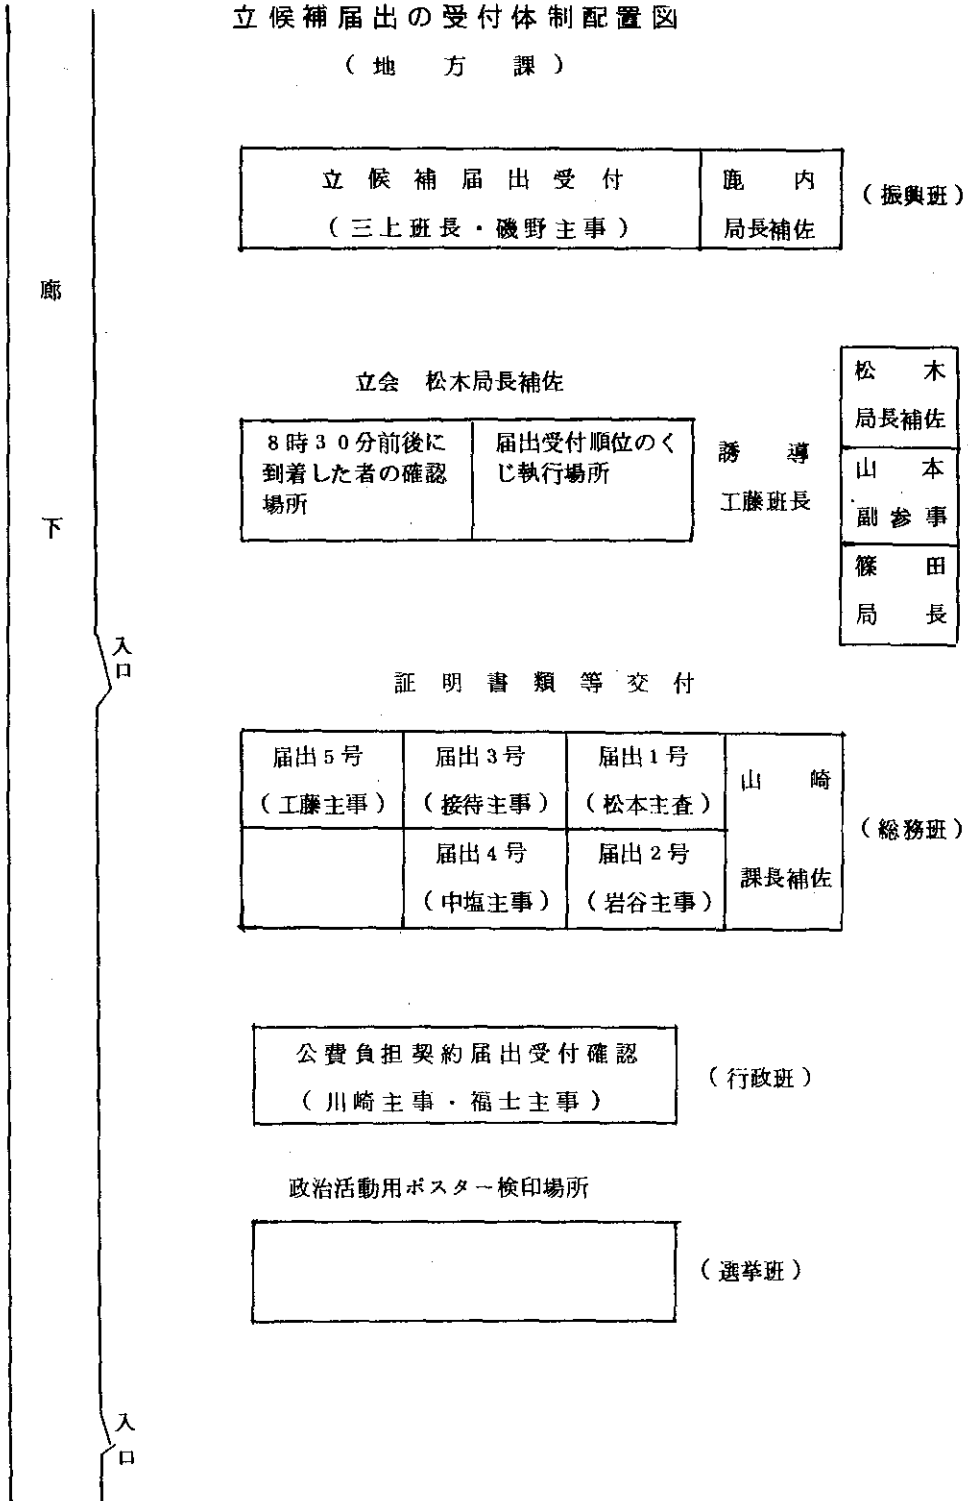 立候補届出の受付体制配置図
（地方課）
立候補届出受付
（三上班長・磯野主事）
鹿内
局長補佐
（振興班）
廊下
立会 松木局長補佐
8時30分前後に
到着した者の確認
場所
届出受付順位のく
じ執行場所
誘導
工藤班長
松木
局長補佐
山本
副参事
篠田
局長
入口
証明書類等交付
届出5号
（工藤主事）
届出3号
（接待主事）
届出1号
（松本主査）
届出4号
（中塩主事）
届出2号
（岩谷主事）
山崎
課長補佐
（総務班）
公費負担契約届出受付確認
（川崎主事・福士主事）
（行政班）
政治活動用ポスター検印場所
（選挙班）
入口